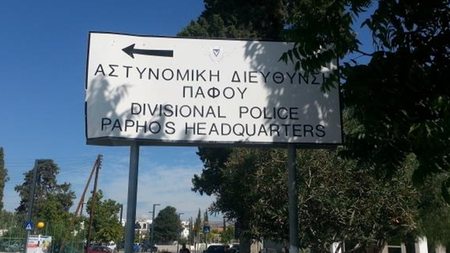 ΑΣΤΥΝΟΜΙΚΗ ΔΙΕΥΘΥΝΣΗ
ΠΑΦΟΥ
DIVISIONAL POLICE
PAPHOS HEADQUARTERS